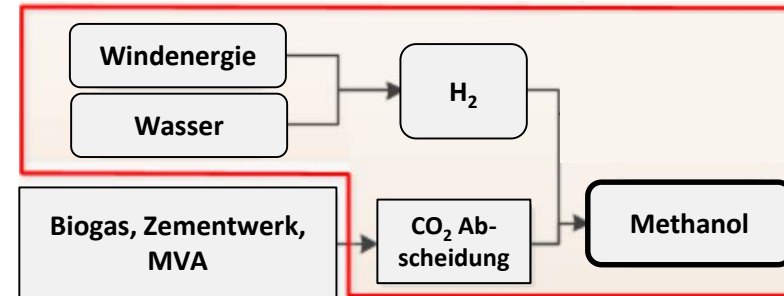 Windenergie
Wasser
H₂
Biogas, Zementwerk,
MVA
CO₂ Ab-
scheidung
Methanol